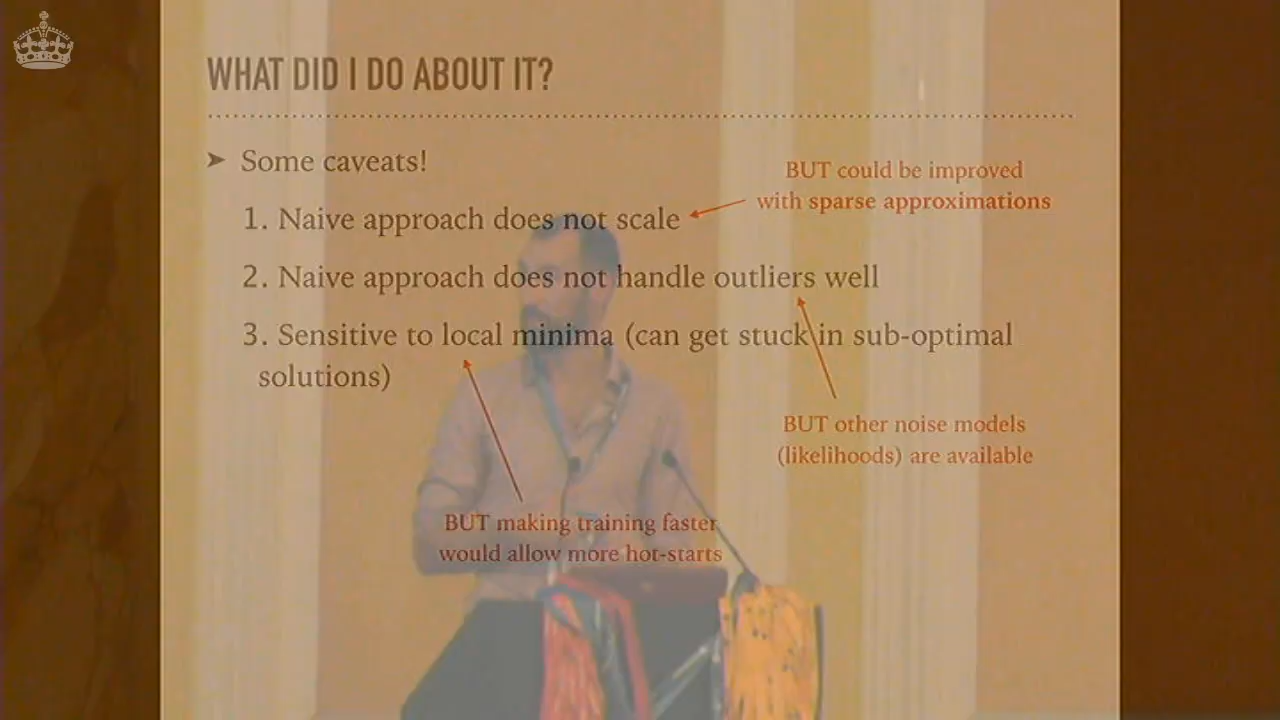 WHAT DID I DO ABOUT IT?
➤ Some caveats!
BUT could be improved
with sparse approximations
1. Naive approach does not scale
2. Naive approach does not handle outliers well
3. Sensitive to local minima (can get stuck in sub-optimal
solutions)
BUT other noise models
(likelihoods) are available
BUT making training faster
would allow more hot-starts